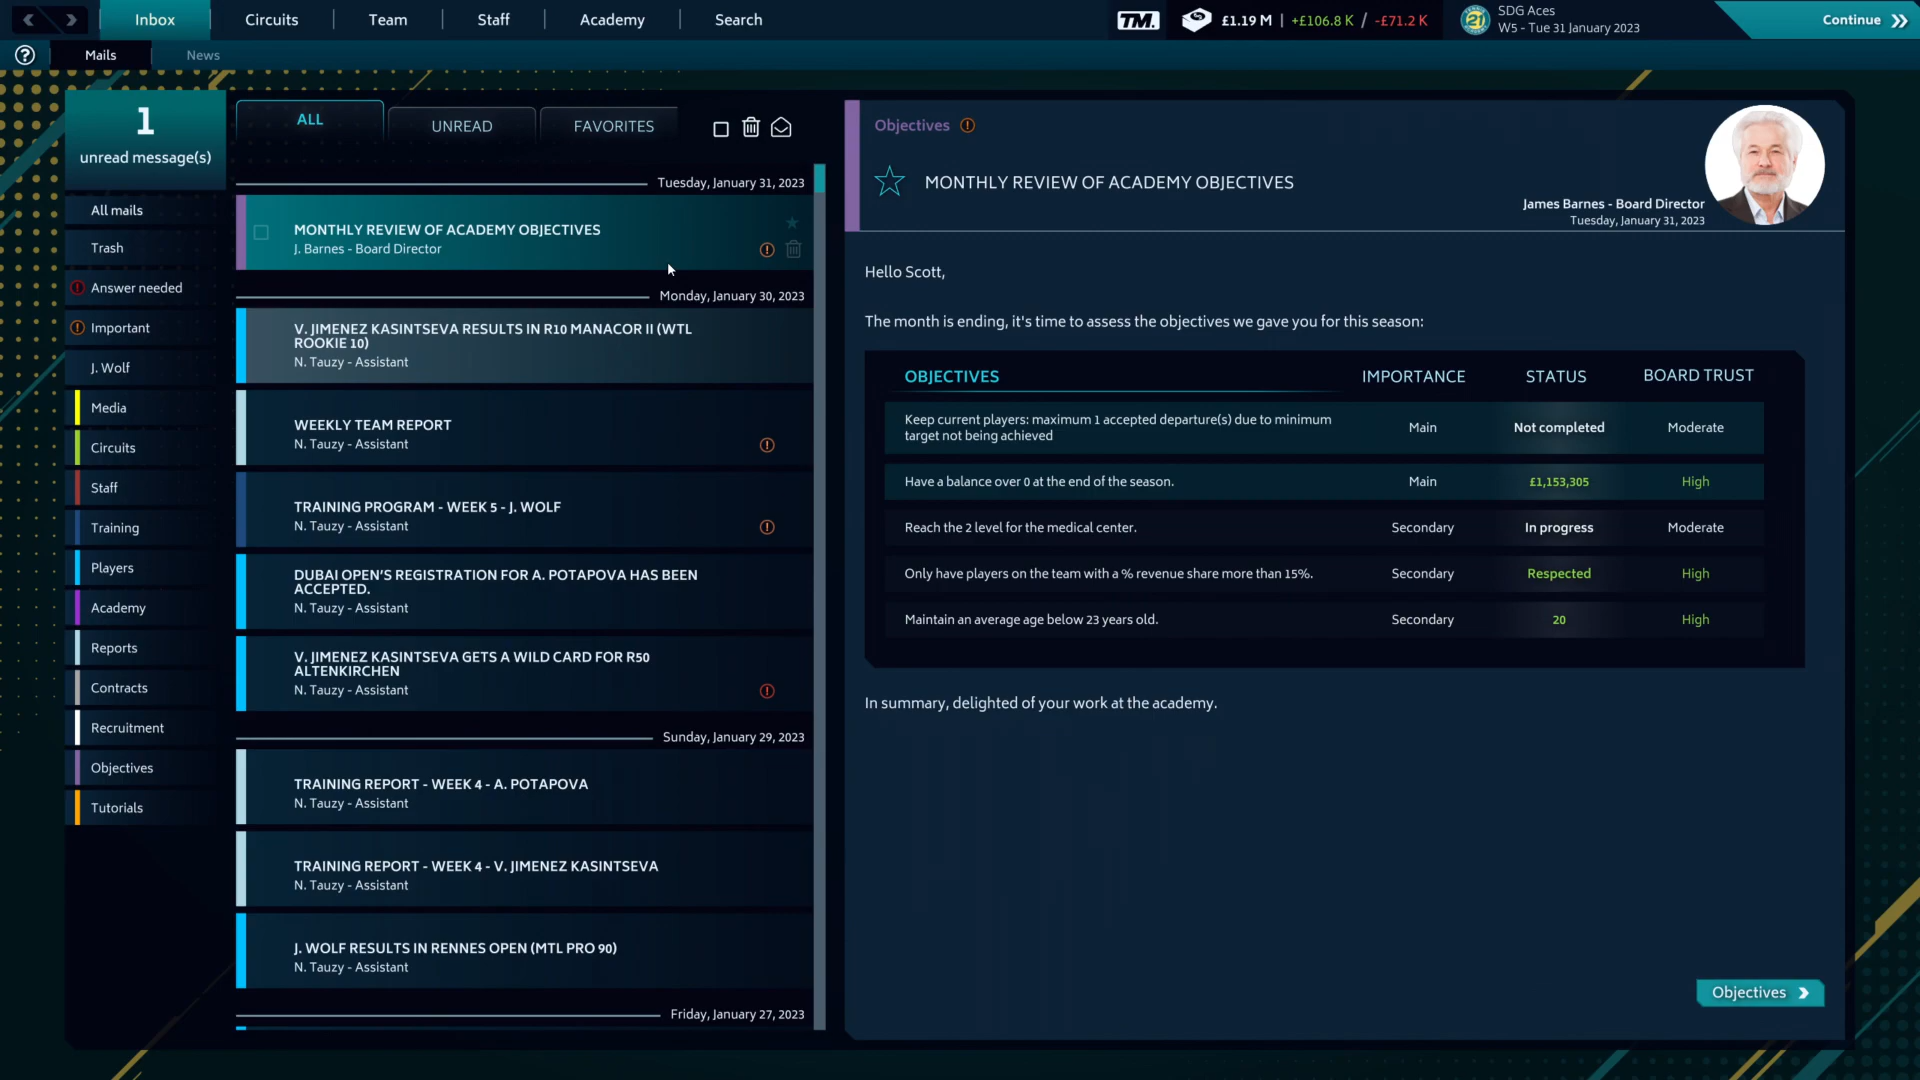 Inbox
Circuits
Team
Staff
Academy
Search
TM.
£1.19 M | +£106.8 K / -£71.2 K
21
SDG Aces
W5 - Tue 31 January 2023
Continue
?
Mails
News
1
unread message(s)
All mails
Trash
Answer needed
Important
J. Wolf
Media
Circuits
Staff
Training
Players
Academy
Reports
Contracts
Recruitment
Objectives
Tutorials
ALL
UNREAD
FAVORITES
Tuesday, January 31, 2023
MONTHLY REVIEW OF ACADEMY OBJECTIVES
J. Barnes - Board Director
Monday, January 30, 2023
V. JIMENEZ KASINTSEVA RESULTS IN R10 MANACOR II (WTL
ROOKIE 10)
N. Tauzy - Assistant
WEEKLY TEAM REPORT
N. Tauzy - Assistant
TRAINING PROGRAM - WEEK 5 - J. WOLF
N. Tauzy - Assistant
DUBAI OPEN'S REGISTRATION FOR A. POTAPOVA HAS BEEN
ACCEPTED.
N. Tauzy - Assistant
V. JIMENEZ KASINTSEVA GETS A WILD CARD FOR R50
ALTENKIRCHEN
N. Tauzy - Assistant
Sunday, January 29, 2023
TRAINING REPORT - WEEK 4 - A. POTAPOVA
N. Tauzy - Assistant
TRAINING REPORT - WEEK 4 - V. JIMENEZ KASINTSEVA
N. Tauzy - Assistant
J. WOLF RESULTS IN RENNES OPEN (MTL PRO 90)
N. Tauzy - Assistant
Friday, January 27, 2023
Objectives
MONTHLY REVIEW OF ACADEMY OBJECTIVES
James Barnes - Board Director
Tuesday, January 31, 2023
Hello Scott,
The month is ending, it's time to assess the objectives we gave you for this season:
OBJECTIVES IMPORTANCE STATUS BOARD TRUST
Keep current players: maximum 1 accepted departure(s) due to minimum
target not being achieved Main Not completed Moderate
Have a balance over 0 at the end of the season. Main £1,153,305 High
Reach the 2 level for the medical center. Secondary In progress Moderate
Only have players on the team with a % revenue share more than 15%. Secondary Respected High
Maintain an average age below 23 years old. Secondary 20 High
In summary, delighted of your work at the academy.
Objectives